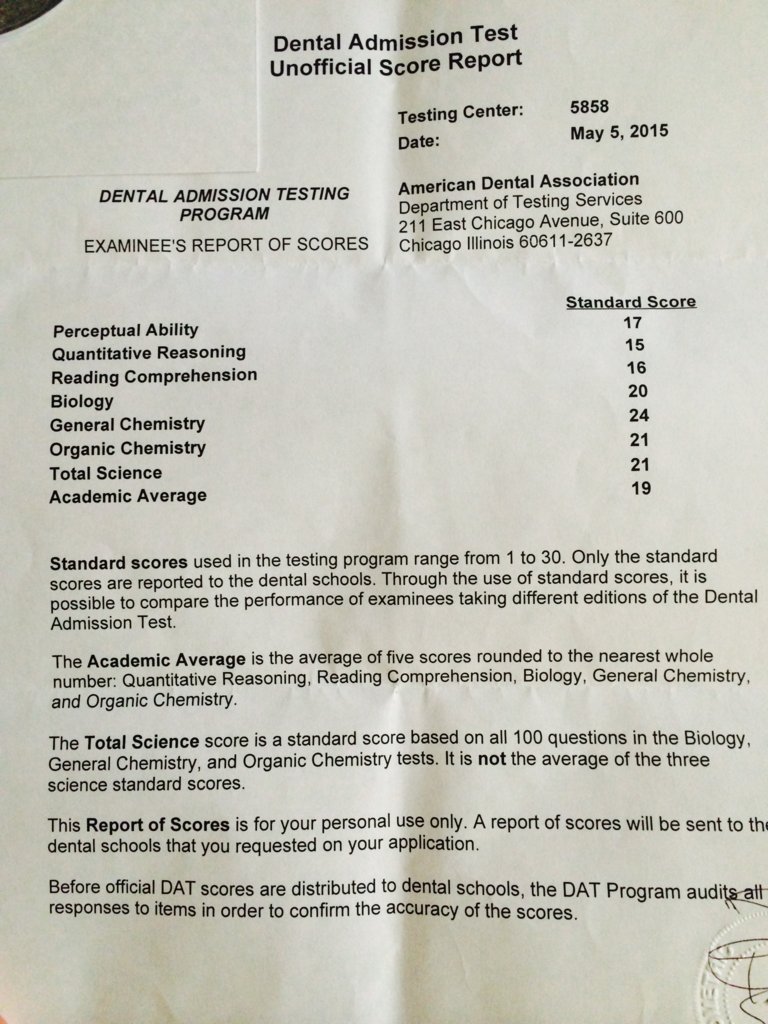 Dental Admission Test
Unofficial Score Report
Testing Center: 5858
Date: May 5, 2015
DENTAL ADMISSION TESTING
PROGRAM
EXAMINEE'S REPORT OF SCORES
American Dental Association
Department of Testing Services
211 East Chicago Avenue, Suite 600
Chicago Illinois 60611-2637
Standard Score
Perceptual Ability 17
Quantitative Reasoning 15
Reading Comprehension 16
Biology 20
General Chemistry 24
Organic Chemistry 21
Total Science 21
Academic Average 19
Standard scores used in the testing program range from 1 to 30. Only the standard
scores are reported to the dental schools. Through the use of standard scores, it is
possible to compare the performance of examinees taking different editions of the Dental
Admission Test.
The Academic Average is the average of five scores rounded to the nearest whole
number: Quantitative Reasoning, Reading Comprehension, Biology, General Chemistry,
and Organic Chemistry.
The Total Science score is a standard score based on all 100 questions in the Biology,
General Chemistry, and Organic Chemistry tests. It is not the average of the three
science standard scores.
This Report of Scores is for your personal use only. A report of scores will be sent to the
dental schools that you requested on your application.
Before official DAT scores are distributed to dental schools, the DAT Program audits all
responses to items in order to confirm the accuracy of the scores.